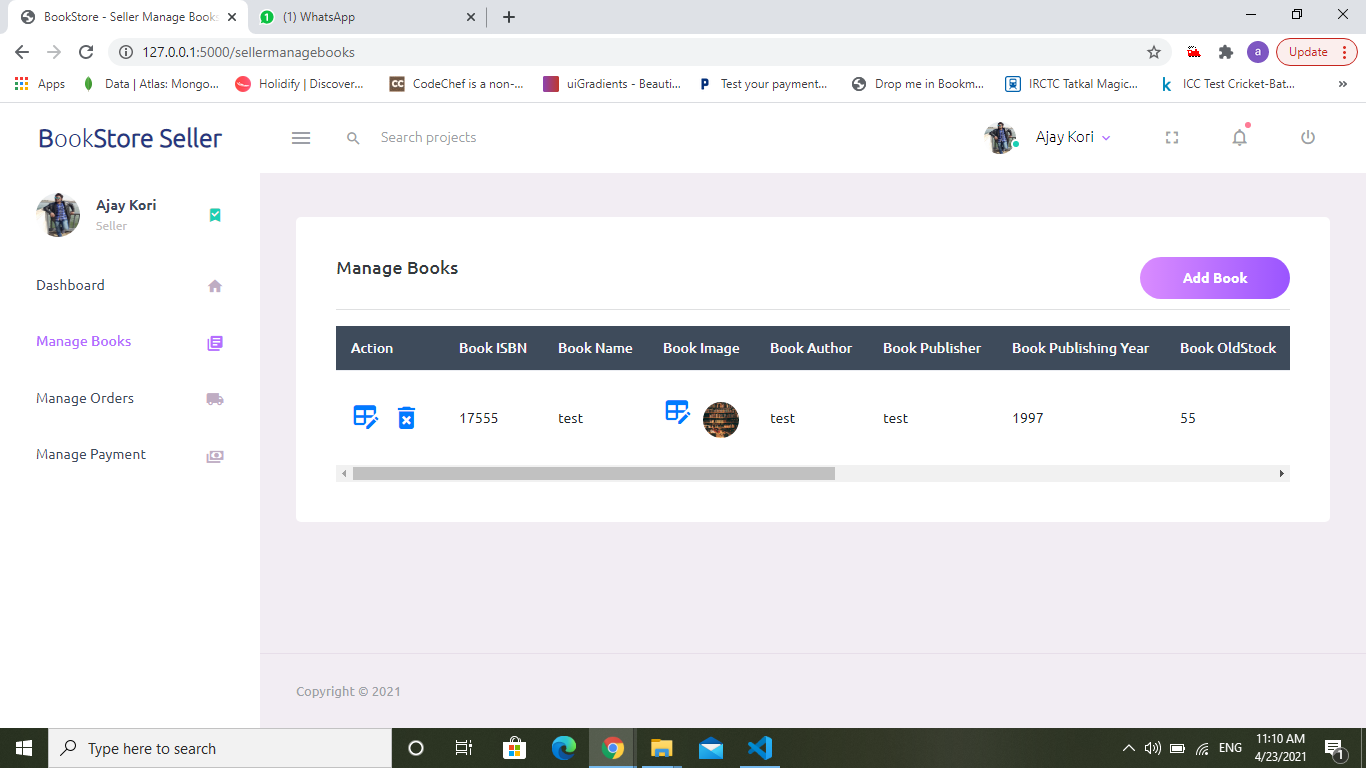 BookStore - Seller Manage Books
(1) WhatsApp
127.0.0.1:5000/sellermanagebooks
a
Update
Apps
Data | Atlas: Mongo...
Holidify | Discover...
CC
CodeChef is a non-...
uiGradients - Beauti...
P
Test your payment...
Drop me in Bookm...
IRCTC Tatkal Magic...
k
ICC Test Cricket-Bat...
»
BookStore Seller
Search projects
Ajay Kori
Ajay Kori
Seller
Dashboard
Manage Books
Manage Orders
Manage Payment
Manage Books
Add Book
Action Book ISBN Book Name Book Image Book Author Book Publisher Book Publishing Year Book OldStock
17555 test test test 1997 55
Copyright © 2021
Type here to search
ENG
11:10 AM
4/23/2021
1